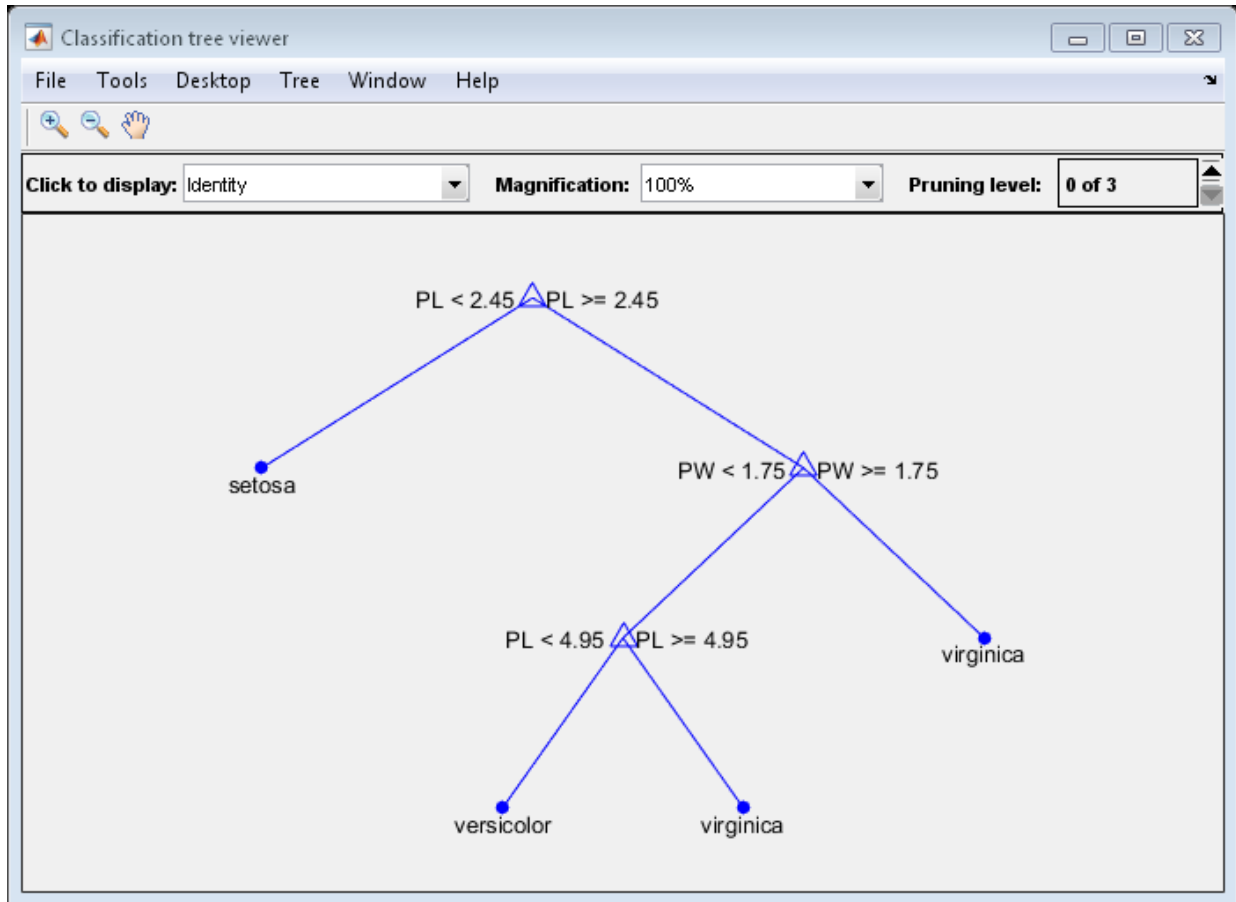 Classification tree viewer
File Tools Desktop Tree Window Help
Click to display: Identity Magnification: 100% Pruning level: 0 of 3
PL < 2.45 PL >= 2.45
setosa
PW < 1.75 PW >= 1.75
PL < 4.95 PL >= 4.95
virginica
versicolor virginica